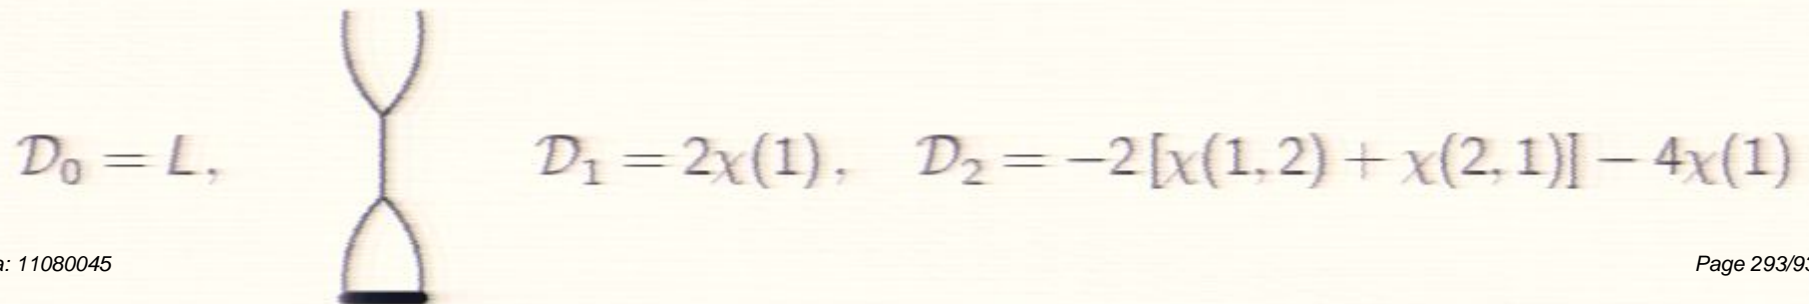 𝒟₀ = L, 𝒟₁ = 2χ(1), 𝒟₂ = −2[χ(1,2) + χ(2,1)] − 4χ(1)
a: 11080045 Page 293/93